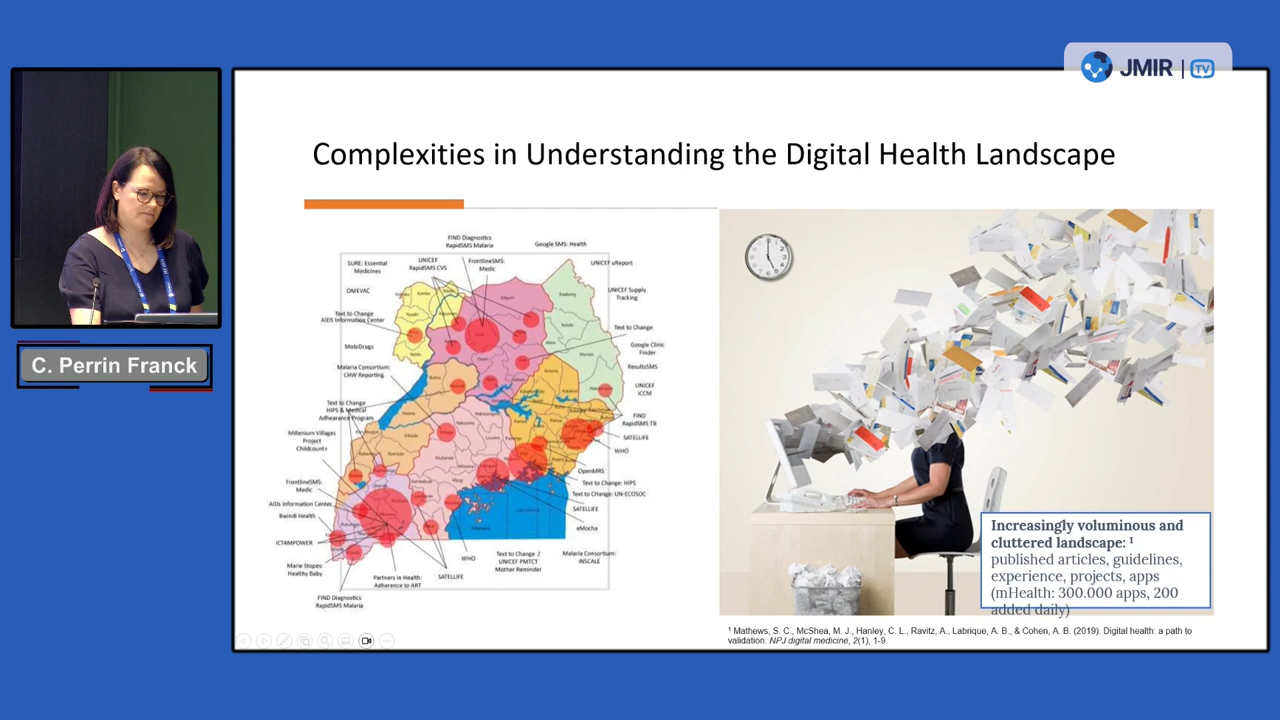 JMIR | TV
C. Perrin Franck
Complexities in Understanding the Digital Health Landscape
FIND Diagnostics
RapidSMS Malaria
Google SMS: Health
SURE: Essential
Medicines
UNICEF
RapidSMS CVS
FrontlineSMS:
Medic
UNICEF uReport
OMEVAC
UNICEF Supply
Tracking
Text to Change
AIDS Information Center
Text to Change
MobiDrugs
Google Clinic
Finder
Malaria Consortium:
CHW Reporting
ResultsSMS
UNICEF
ICCM
Text to Change
HIPS & Medical
Adhearance Program
FIND
RapidSMS TB
Millenium Villages
Project
Childcount+
SATELLIFE
WHO
OpenMRS
FrontlineSMS:
Medic
Text to Change: HIPS
Text to Change: UN-ECOSOC
AIDs Information Center
SATELLIFE
Bwindi Health
eMocha
ICT4MPOWER
WHO
Text to Change /
UNICEF PMTCT
Mother Reminder
Malaria Consortium:
INSCALE
Marie Stopes:
Healthy Baby
Partners in Health:
Adherence to ART
SATELLIFE
FIND Diagnostics
RapidSMS Malaria
Increasingly voluminous and
cluttered landscape: ¹
published articles, guidelines,
experience, projects, apps
(mHealth: 300.000 apps, 200
added daily)
¹ Mathews, S. C., McShea, M. J., Hanley, C. L., Ravitz, A., Labrique, A. B., & Cohen, A. B. (2019). Digital health: a path to
validation. NPJ digital medicine, 2(1), 1-9.